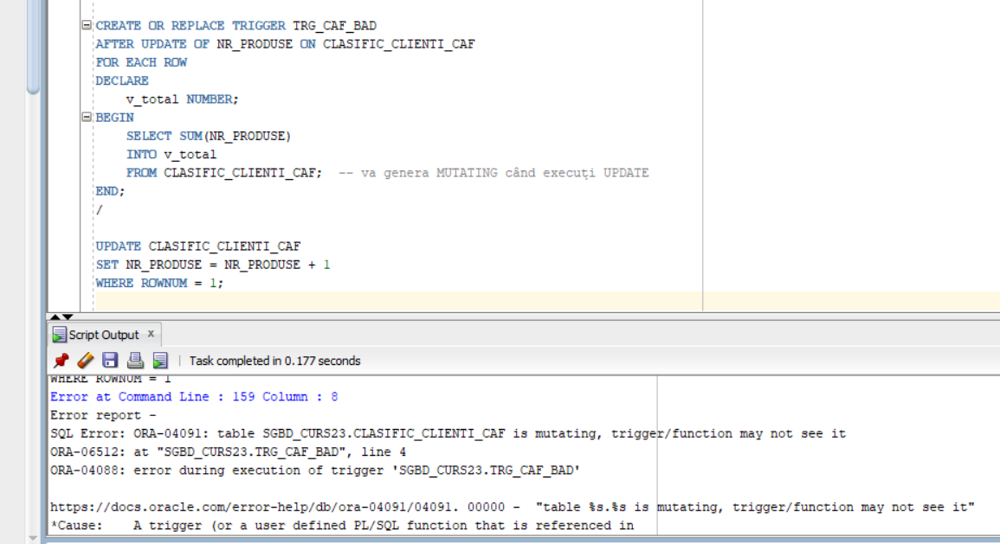 CREATE OR REPLACE TRIGGER TRG_CAF_BAD
AFTER UPDATE OF NR_PRODUSE ON CLASIFIC_CLIENTI_CAF
FOR EACH ROW
DECLARE
    v_total NUMBER;
BEGIN
    SELECT SUM(NR_PRODUSE)
    INTO v_total
    FROM CLASIFIC_CLIENTI_CAF;  -- va genera MUTATING când execuți UPDATE
END;
/
UPDATE CLASIFIC_CLIENTI_CAF
SET NR_PRODUSE = NR_PRODUSE + 1
WHERE ROWNUM = 1;
Script Output x
Task completed in 0.177 seconds
WHERE ROWNUM = 1
Error at Command Line : 159 Column : 8
Error report -
SQL Error: ORA-04091: table SGBD_CURS23.CLASIFIC_CLIENTI_CAF is mutating, trigger/function may not see it
ORA-06512: at "SGBD_CURS23.TRG_CAF_BAD", line 4
ORA-04088: error during execution of trigger 'SGBD_CURS23.TRG_CAF_BAD'
https://docs.oracle.com/error-help/db/ora-04091/04091. 00000 -  "table %s.%s is mutating, trigger/function may not see it"
*Cause:    A trigger (or a user defined PL/SQL function that is referenced in